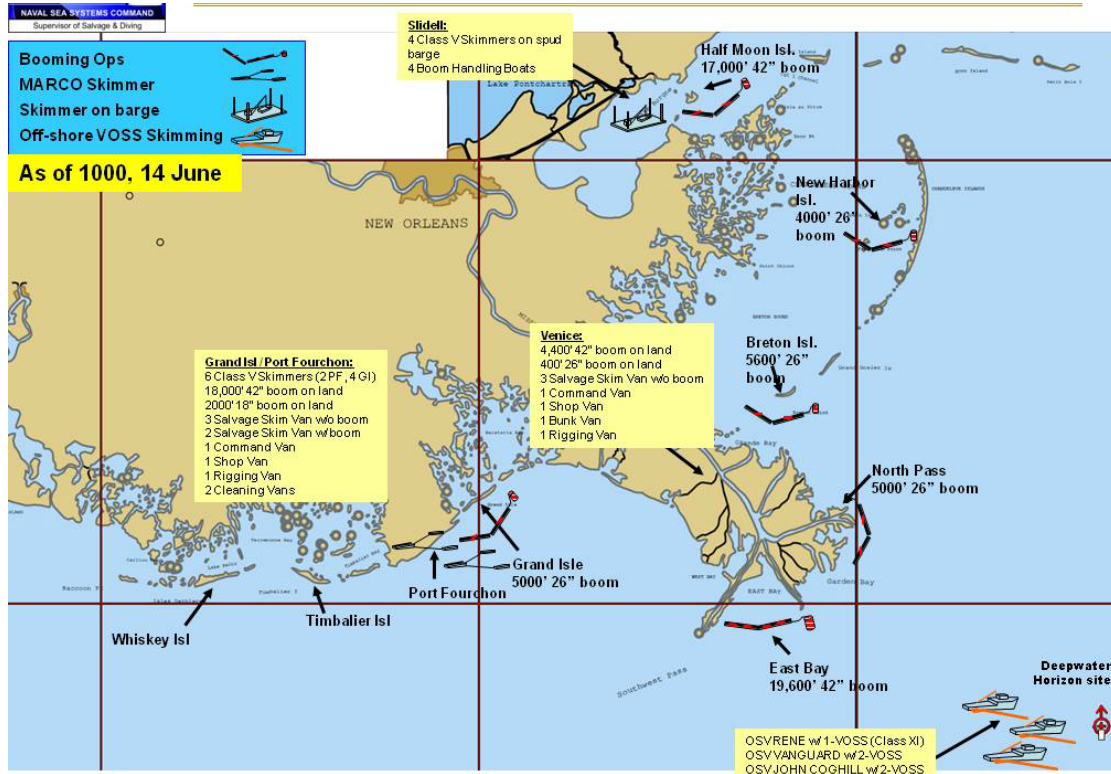 NAVAL SEA SYSTEMS COMMAND
Supervisor of Salvage & Diving
Booming Ops
MARCO Skimmer
Skimmer on barge
Off-shore VOSS Skimming
As of 1000, 14 June
Slidell:
4 Class V Skimmers on spud
barge
4 Boom Handling Boats
Half Moon Isl.
17,000' 42" boom
Lake Pontchartr
NEW ORLEANS
New Harbor
Isl.
4000' 26"
boom
CHANDELEUR ISLANDS
BRETON SOUND
Breton Isl.
5600' 26"
boom
Grand Isl / Port Fourchon:
6 Class V Skimmers (2 PF, 4 GI)
18,000' 42" boom on land
2000' 18" boom on land
3 Salvage Skim Van w/o boom
2 Salvage Skim Van w/ boom
1 Command Van
1 Shop Van
1 Rigging Van
2 Cleaning Vans
Venice:
4,400' 42" boom on land
400' 26" boom on land
3 Salvage Skim Van w/o boom
1 Command Van
1 Shop Van
1 Bunk Van
1 Rigging Van
North Pass
5000' 26" boom
Grand Isle
5000' 26" boom
Port Fourchon
Timbalier Isl
Whiskey Isl
WEST BAY
EAST BAY
Garden Bay
East Bay
19,600' 42" boom
Southwest Pass
Deepwater
Horizon site
OSV RENE w/ 1-VOSS (Class XI)
OSV VANGUARD w/ 2-VOSS
OSV JOHN COGHILL w/ 2-VOSS